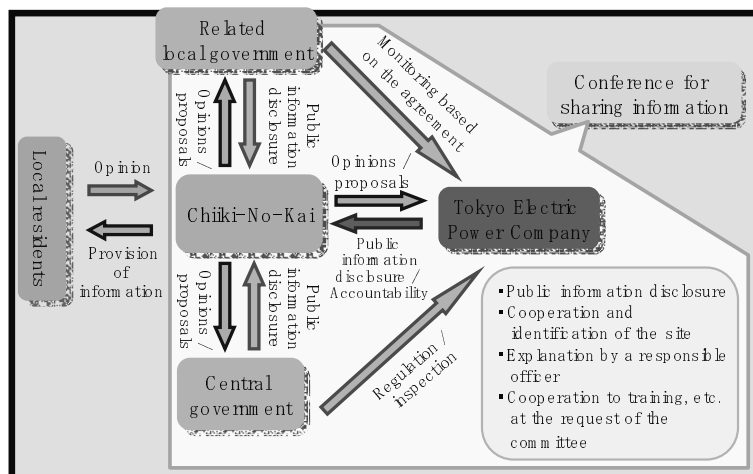 Related
local government
Monitoring based
on the agreement
Conference for
sharing information
Opinions /
proposals
Public
information
disclosure
Local residents
Opinion
Provision
of
information
Chiiki-No-Kai
Opinions /
proposals
Public
information
disclosure /
Accountability
Tokyo Electric
Power Company
Opinions /
proposals
Public
information
disclosure
Central
government
Regulation /
inspection
▪Public information disclosure
▪Cooperation and
identification of the site
▪Explanation by a responsible
officer
▪Cooperation to training, etc.
at the request of the
committee